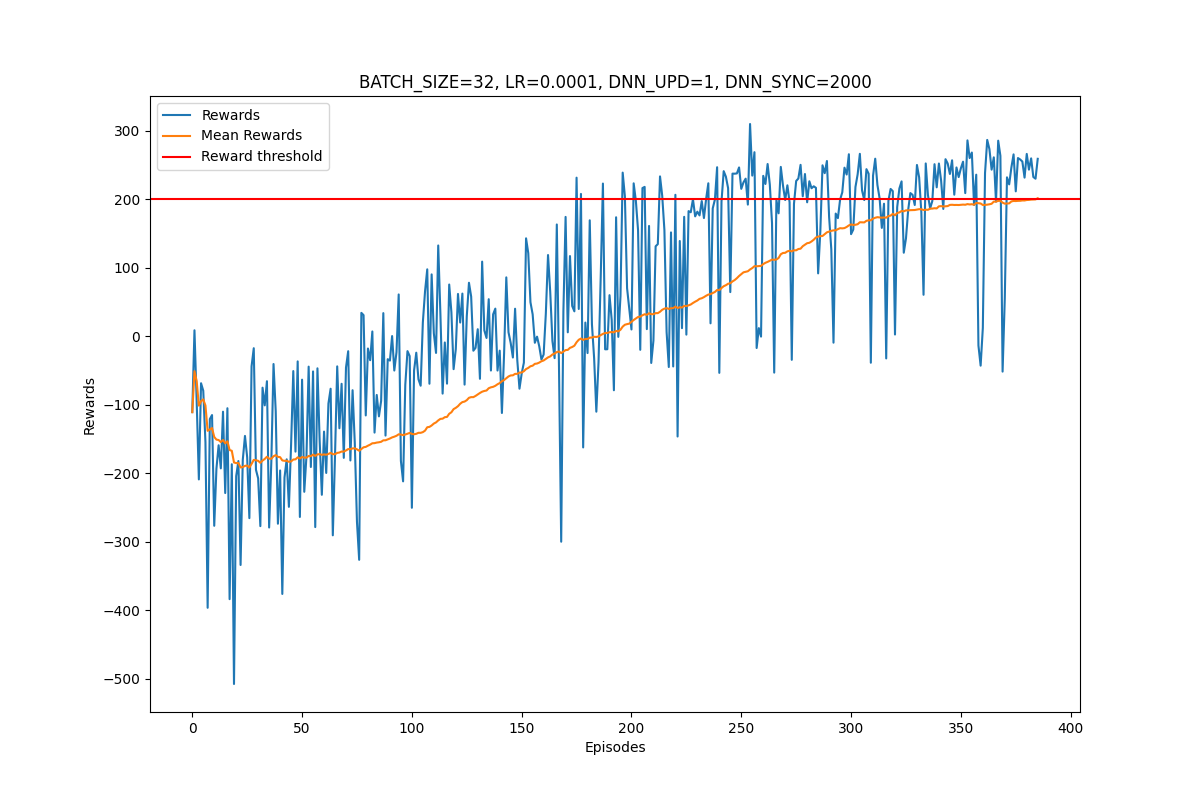 BATCH_SIZE=32, LR=0.0001, DNN_UPD=1, DNN_SYNC=2000
Rewards
Mean Rewards
Reward threshold
300
200
100
0
−100
−200
−300
−400
−500
Rewards
0 50 100 150 200 250 300 350 400
Episodes